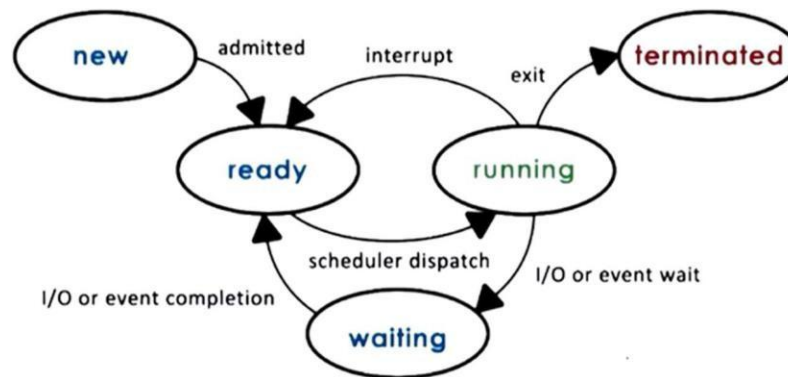 new
admitted
interrupt
exit
terminated
ready
running
scheduler dispatch
I/O or event completion
I/O or event wait
waiting